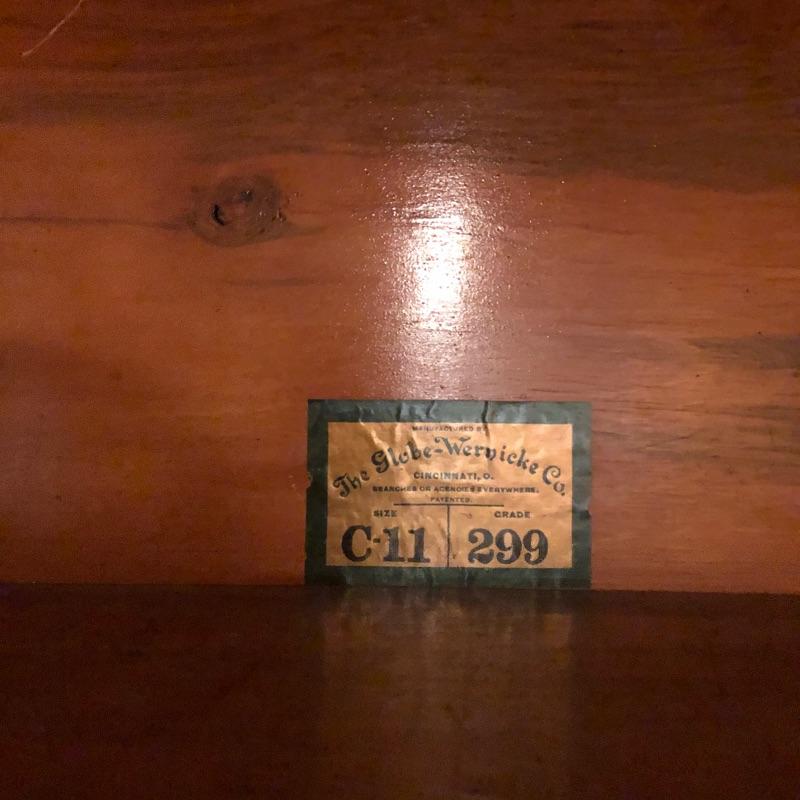 MANUFACTURED BY
The Globe-Wernicke Co.
CINCINNATI, O.
BRANCHES OR AGENCIES EVERYWHERE.
PATENTED.
SIZE GRADE
C-11 299